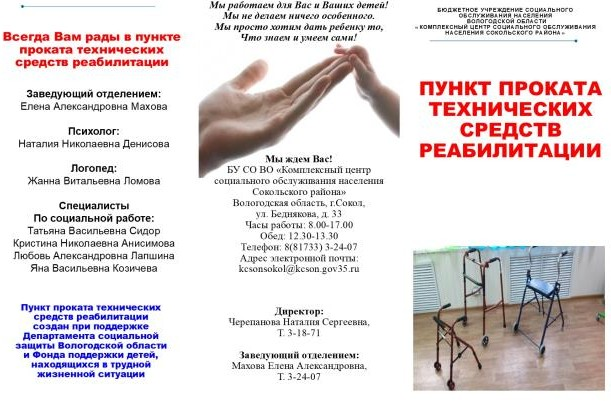 Всегда Вам рады в пункте
проката технических
средств реабилитации
Заведующий отделением:
Елена Александровна Махова
Психолог:
Наталия Николаевна Денисова
Логопед:
Жанна Витальевна Ломова
Специалисты
По социальной работе:
Татьяна Васильевна Сидор
Кристина Николаевна Анисимова
Любовь Александровна Лапшина
Яна Васильевна Козичева
Пункт проката технических
средств реабилитации
создан при поддержке
Департамента социальной
защиты Вологодской области
и Фонда поддержки детей,
находящихся в трудной
жизненной ситуации
Мы работаем для Вас и Ваших детей!
Мы не делаем ничего особенного.
Мы просто хотим дать ребенку то,
Что знаем и умеем сами!
Мы ждем Вас!
БУ СО ВО «Комплексный центр
социального обслуживания населения
Сокольского района»
Вологодская область, г.Сокол,
ул. Беднякова, д. 33
Часы работы: 8.00-17.00
Обед: 12.30-13.30
Телефон: 8(81733) 3-24-07
Адрес электронной почты:
kcsonsokol@kcson.gov35.ru
Директор:
Черепанова Наталия Сергеевна,
Т. 3-18-71
Заведующий отделением:
Махова Елена Александровна,
Т. 3-24-07
БЮДЖЕТНОЕ УЧРЕЖДЕНИЕ СОЦИАЛЬНОГО
ОБСЛУЖИВАНИЯ НАСЕЛЕНИЯ
ВОЛОГОДСКОЙ ОБЛАСТИ
« КОМПЛЕКСНЫЙ ЦЕНТР СОЦИАЛЬНОГО ОБСЛУЖИВАНИЯ
НАСЕЛЕНИЯ СОКОЛЬСКОГО РАЙОНА»
ПУНКТ ПРОКАТА
ТЕХНИЧЕСКИХ
СРЕДСТВ
РЕАБИЛИТАЦИИ